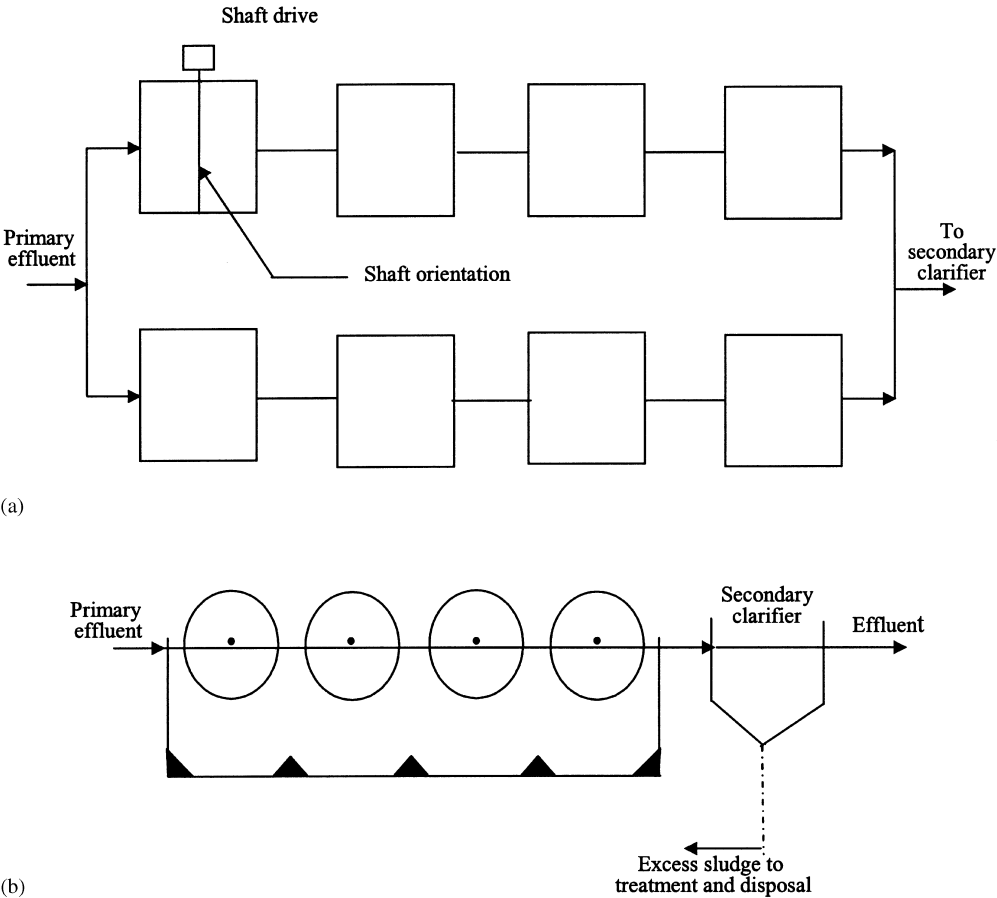 (a)
Shaft drive
Primary
effluent
Shaft orientation
To
secondary
clarifier
(b)
Primary
effluent
Secondary
clarifier
Effluent
Excess sludge to
treatment and disposal